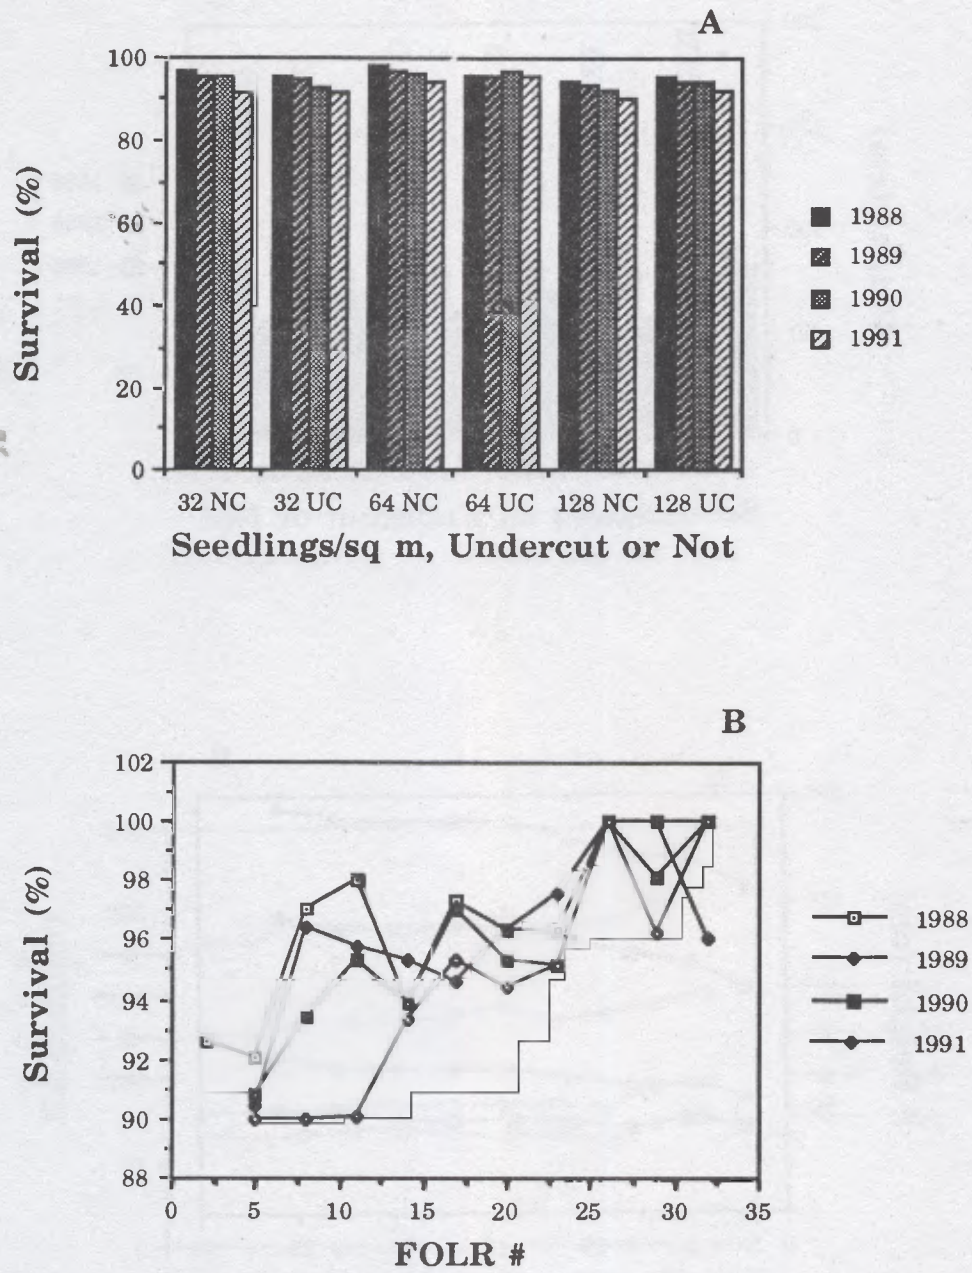 A
Survival (%)
100
80
60
40
20
0
32 NC 32 UC 64 NC 64 UC 128 NC 128 UC
Seedlings/sq m, Undercut or Not
1988
1989
1990
1991
B
Survival (%)
102
100
98
96
94
92
90
88
0 5 10 15 20 25 30 35
FOLR #
1988
1989
1990
1991